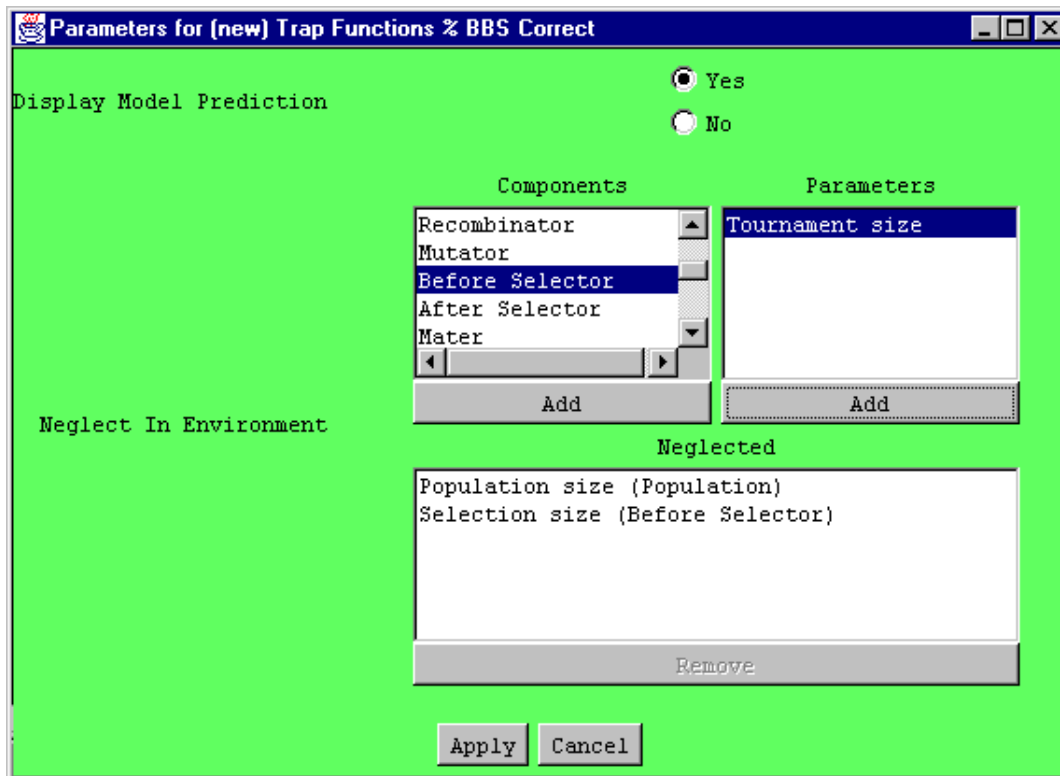 Parameters for (new) Trap Functions % BBS Correct
Display Model Prediction
Yes
No
Components
Parameters
Recombinator
Mutator
Before Selector
After Selector
Mater
Tournament size
Add
Add
Neglect In Environment
Neglected
Population size (Population)
Selection size (Before Selector)
Remove
Apply
Cancel